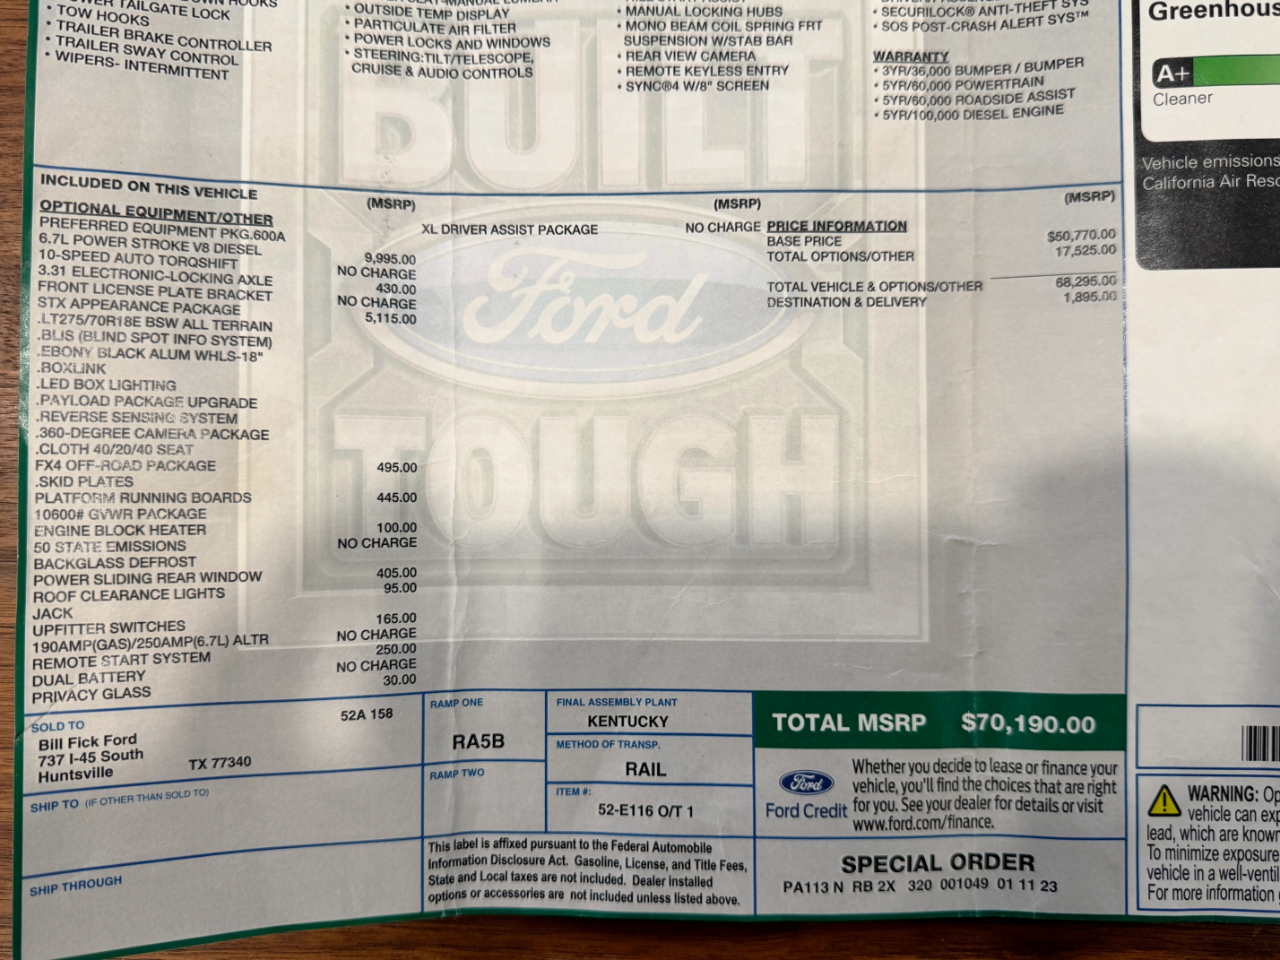 TAILGATE LOCK
• TOW HOOKS
• TRAILER BRAKE CONTROLLER
• TRAILER SWAY CONTROL
• WIPERS- INTERMITTENT
• OUTSIDE TEMP DISPLAY
• PARTICULATE AIR FILTER
• POWER LOCKS AND WINDOWS
• STEERING:TILT/TELESCOPE,
CRUISE & AUDIO CONTROLS
• MANUAL LOCKING HUBS
• MONO BEAM COIL SPRING FRT
SUSPENSION W/STAB BAR
• REAR VIEW CAMERA
• REMOTE KEYLESS ENTRY
• SYNC®4 W/8" SCREEN
• SECURILOCK® ANTI-THEFT SYS
• SOS POST-CRASH ALERT SYS™
WARRANTY
• 3YR/36,000 BUMPER / BUMPER
• 5YR/60,000 POWERTRAIN
• 5YR/60,000 ROADSIDE ASSIST
• 5YR/100,000 DIESEL ENGINE
BUILT
Ford
TOUGH
INCLUDED ON THIS VEHICLE
(MSRP)
OPTIONAL EQUIPMENT/OTHER
PREFERRED EQUIPMENT PKG.600A
6.7L POWER STROKE V8 DIESEL 9,995.00
10-SPEED AUTO TORQSHIFT NO CHARGE
3.31 ELECTRONIC-LOCKING AXLE 430.00
FRONT LICENSE PLATE BRACKET NO CHARGE
STX APPEARANCE PACKAGE 5,115.00
.LT275/70R18E BSW ALL TERRAIN
.BLIS (BLIND SPOT INFO SYSTEM)
.EBONY BLACK ALUM WHLS-18"
.BOXLINK
.LED BOX LIGHTING
.PAYLOAD PACKAGE UPGRADE
.REVERSE SENSING SYSTEM
.360-DEGREE CAMERA PACKAGE
.CLOTH 40/20/40 SEAT
FX4 OFF-ROAD PACKAGE 495.00
.SKID PLATES
PLATFORM RUNNING BOARDS 445.00
10600# GVWR PACKAGE
ENGINE BLOCK HEATER 100.00
50 STATE EMISSIONS NO CHARGE
BACKGLASS DEFROST
POWER SLIDING REAR WINDOW 405.00
ROOF CLEARANCE LIGHTS 95.00
JACK
UPFITTER SWITCHES 165.00
190AMP(GAS)/250AMP(6.7L) ALTR NO CHARGE
REMOTE START SYSTEM 250.00
DUAL BATTERY NO CHARGE
PRIVACY GLASS 30.00
(MSRP)
XL DRIVER ASSIST PACKAGE NO CHARGE
(MSRP)
PRICE INFORMATION
BASE PRICE $50,770.00
TOTAL OPTIONS/OTHER 17,525.00
TOTAL VEHICLE & OPTIONS/OTHER 68,295.00
DESTINATION & DELIVERY 1,895.00
SOLD TO
52A 158
Bill Fick Ford
737 I-45 South
Huntsville TX 77340
SHIP TO (IF OTHER THAN SOLD TO)
SHIP THROUGH
RAMP ONE
RA5B
RAMP TWO
FINAL ASSEMBLY PLANT
KENTUCKY
METHOD OF TRANSP.
RAIL
ITEM #:
52-E116 O/T 1
This label is affixed pursuant to the Federal Automobile
Information Disclosure Act. Gasoline, License, and Title Fees,
State and Local taxes are not included. Dealer installed
options or accessories are not included unless listed above.
TOTAL MSRP $70,190.00
Ford
Ford Credit
Whether you decide to lease or finance your
vehicle, you'll find the choices that are right
for you. See your dealer for details or visit
www.ford.com/finance.
SPECIAL ORDER
PA113 N RB 2X 320 001049 01 11 23
A+
Cleaner
Vehicle emissions
California Air
WARNING:
vehicle can
lead, which are known
To minimize exposure
vehicle in a
For more information